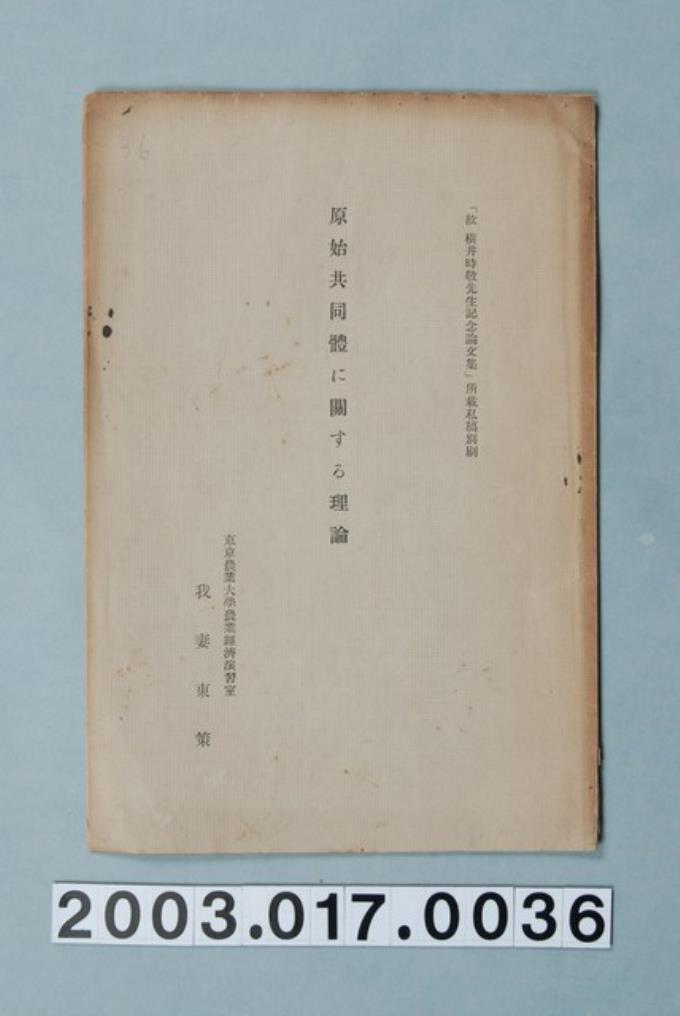 「故 横井時敬先生記念論文集」所載私稿別刷
原始共同體に關する理論
東京農業大學農業經濟演習室
我妻東策
36
2003.017.0036